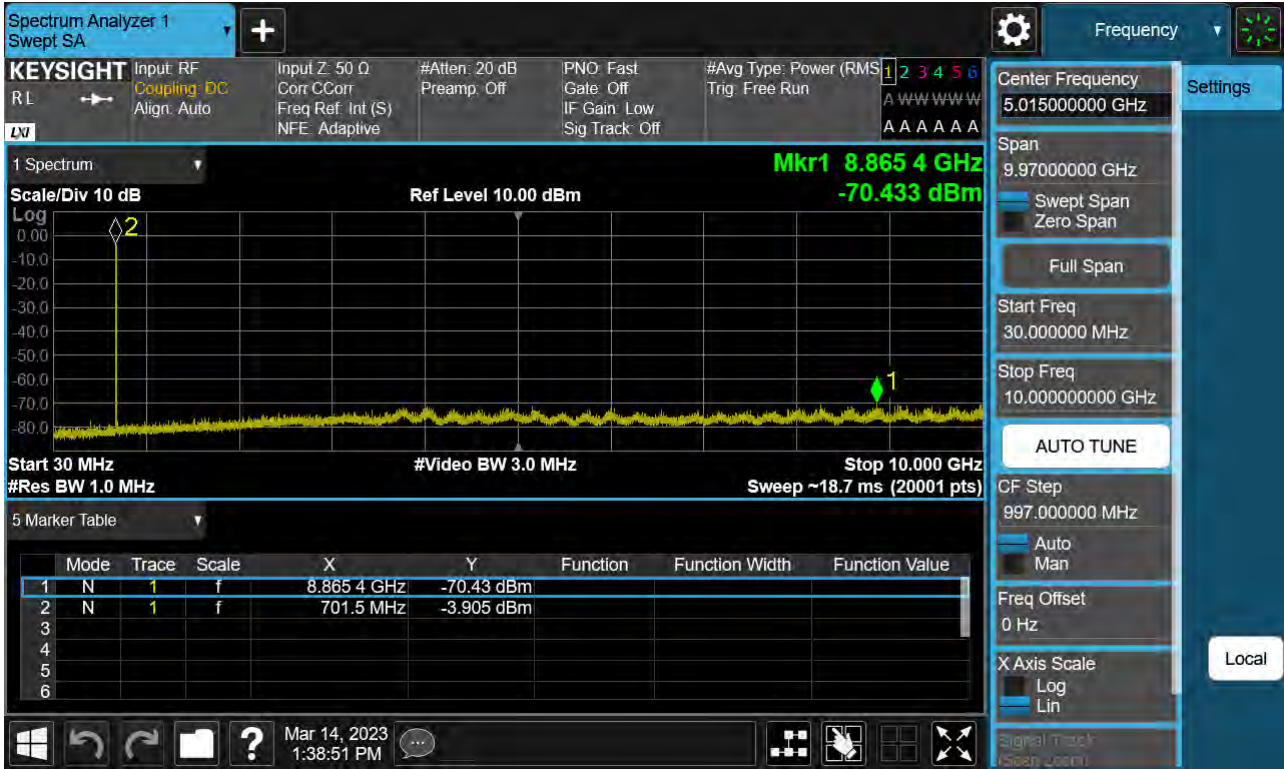 Spectrum Analyzer 1
Swept SA
+
Frequency
KEYSIGHT
RL
LXI
Input: RF
Coupling: DC
Align: Auto
Input Z: 50 Ω
Corr CCorr
Freq Ref: Int (S)
NFE: Adaptive
#Atten: 20 dB
Preamp: Off
PNO: Fast
Gate: Off
IF Gain: Low
Sig Track: Off
#Avg Type: Power (RMS
Trig: Free Run
1 2 3 4 5 6
A W W W W W
A A A A A A
Center Frequency
5.015000000 GHz
Settings
Span
9.97000000 GHz
Swept Span
Zero Span
Full Span
Start Freq
30.000000 MHz
Stop Freq
10.000000000 GHz
AUTO TUNE
CF Step
997.000000 MHz
Auto
Man
Freq Offset
0 Hz
X Axis Scale
Log
Lin
Signal Track
(Span Zoom)
Local
1 Spectrum
Mkr1 8.865 4 GHz
Scale/Div 10 dB
Ref Level 10.00 dBm
-70.433 dBm
Log
0.00
-10.0
-20.0
-30.0
-40.0
-50.0
-60.0
-70.0
-80.0
2
1
Start 30 MHz
#Video BW 3.0 MHz
Stop 10.000 GHz
#Res BW 1.0 MHz
Sweep ~18.7 ms (20001 pts)
5 Marker Table
Mode Trace Scale X Y Function Function Width Function Value
1 N 1 f 8.865 4 GHz -70.43 dBm
2 N 1 f 701.5 MHz -3.905 dBm
3
4
5
6
?
Mar 14, 2023
1:38:51 PM